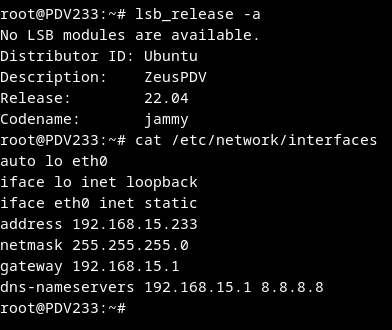 root@PDV233:~# lsb_release -a
No LSB modules are available.
Distributor ID: Ubuntu
Description:    ZeusPDV
Release:        22.04
Codename:       jammy
root@PDV233:~# cat /etc/network/interfaces
auto lo eth0
iface lo inet loopback
iface eth0 inet static
address 192.168.15.233
netmask 255.255.255.0
gateway 192.168.15.1
dns-nameservers 192.168.15.1 8.8.8.8
root@PDV233:~#